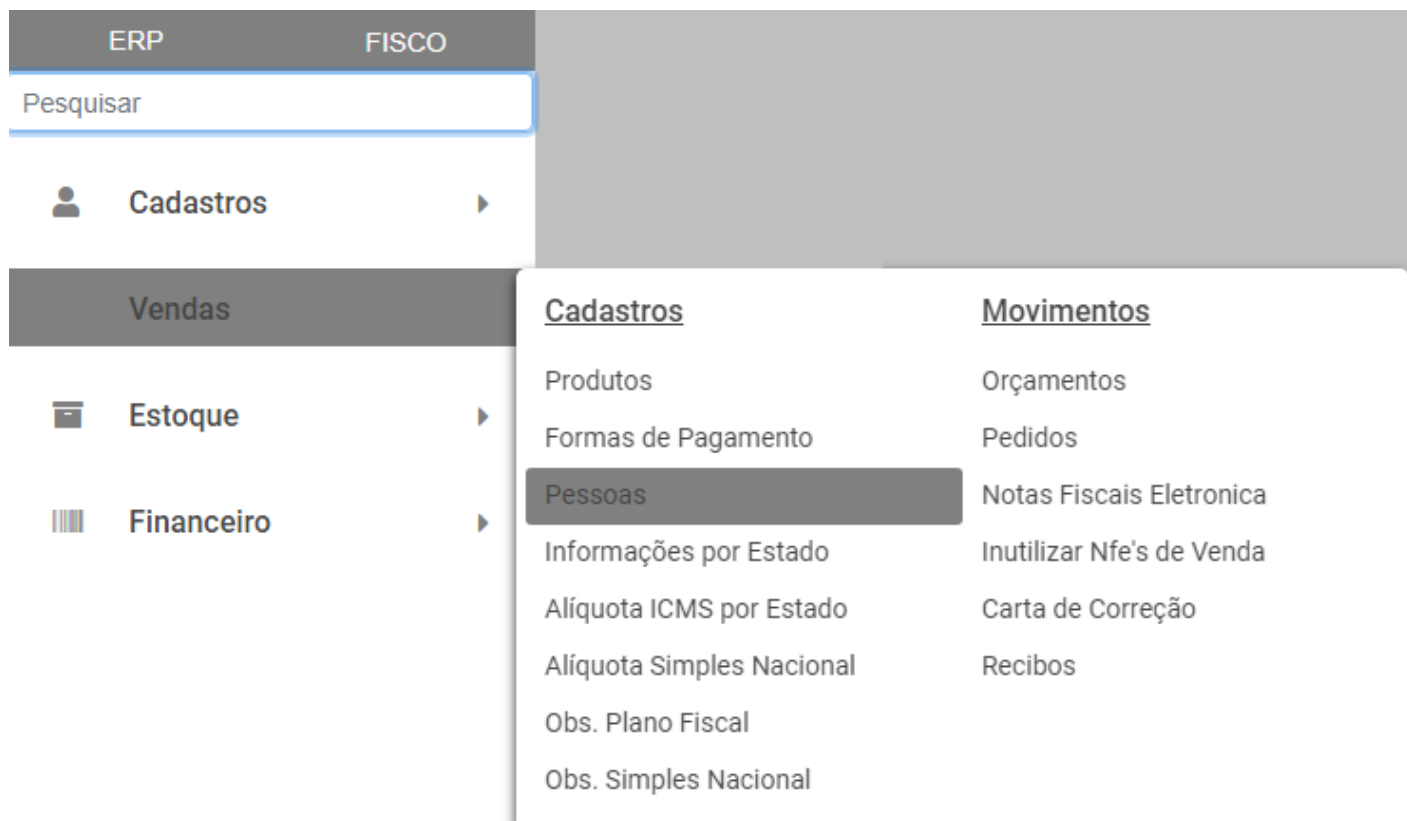 ERP FISCO
Pesquisar
Cadastros
Vendas
Estoque
Financeiro
Cadastros
Produtos
Formas de Pagamento
Pessoas
Informações por Estado
Alíquota ICMS por Estado
Alíquota Simples Nacional
Obs. Plano Fiscal
Obs. Simples Nacional
Movimentos
Orçamentos
Pedidos
Notas Fiscais Eletronica
Inutilizar Nfe's de Venda
Carta de Correção
Recibos